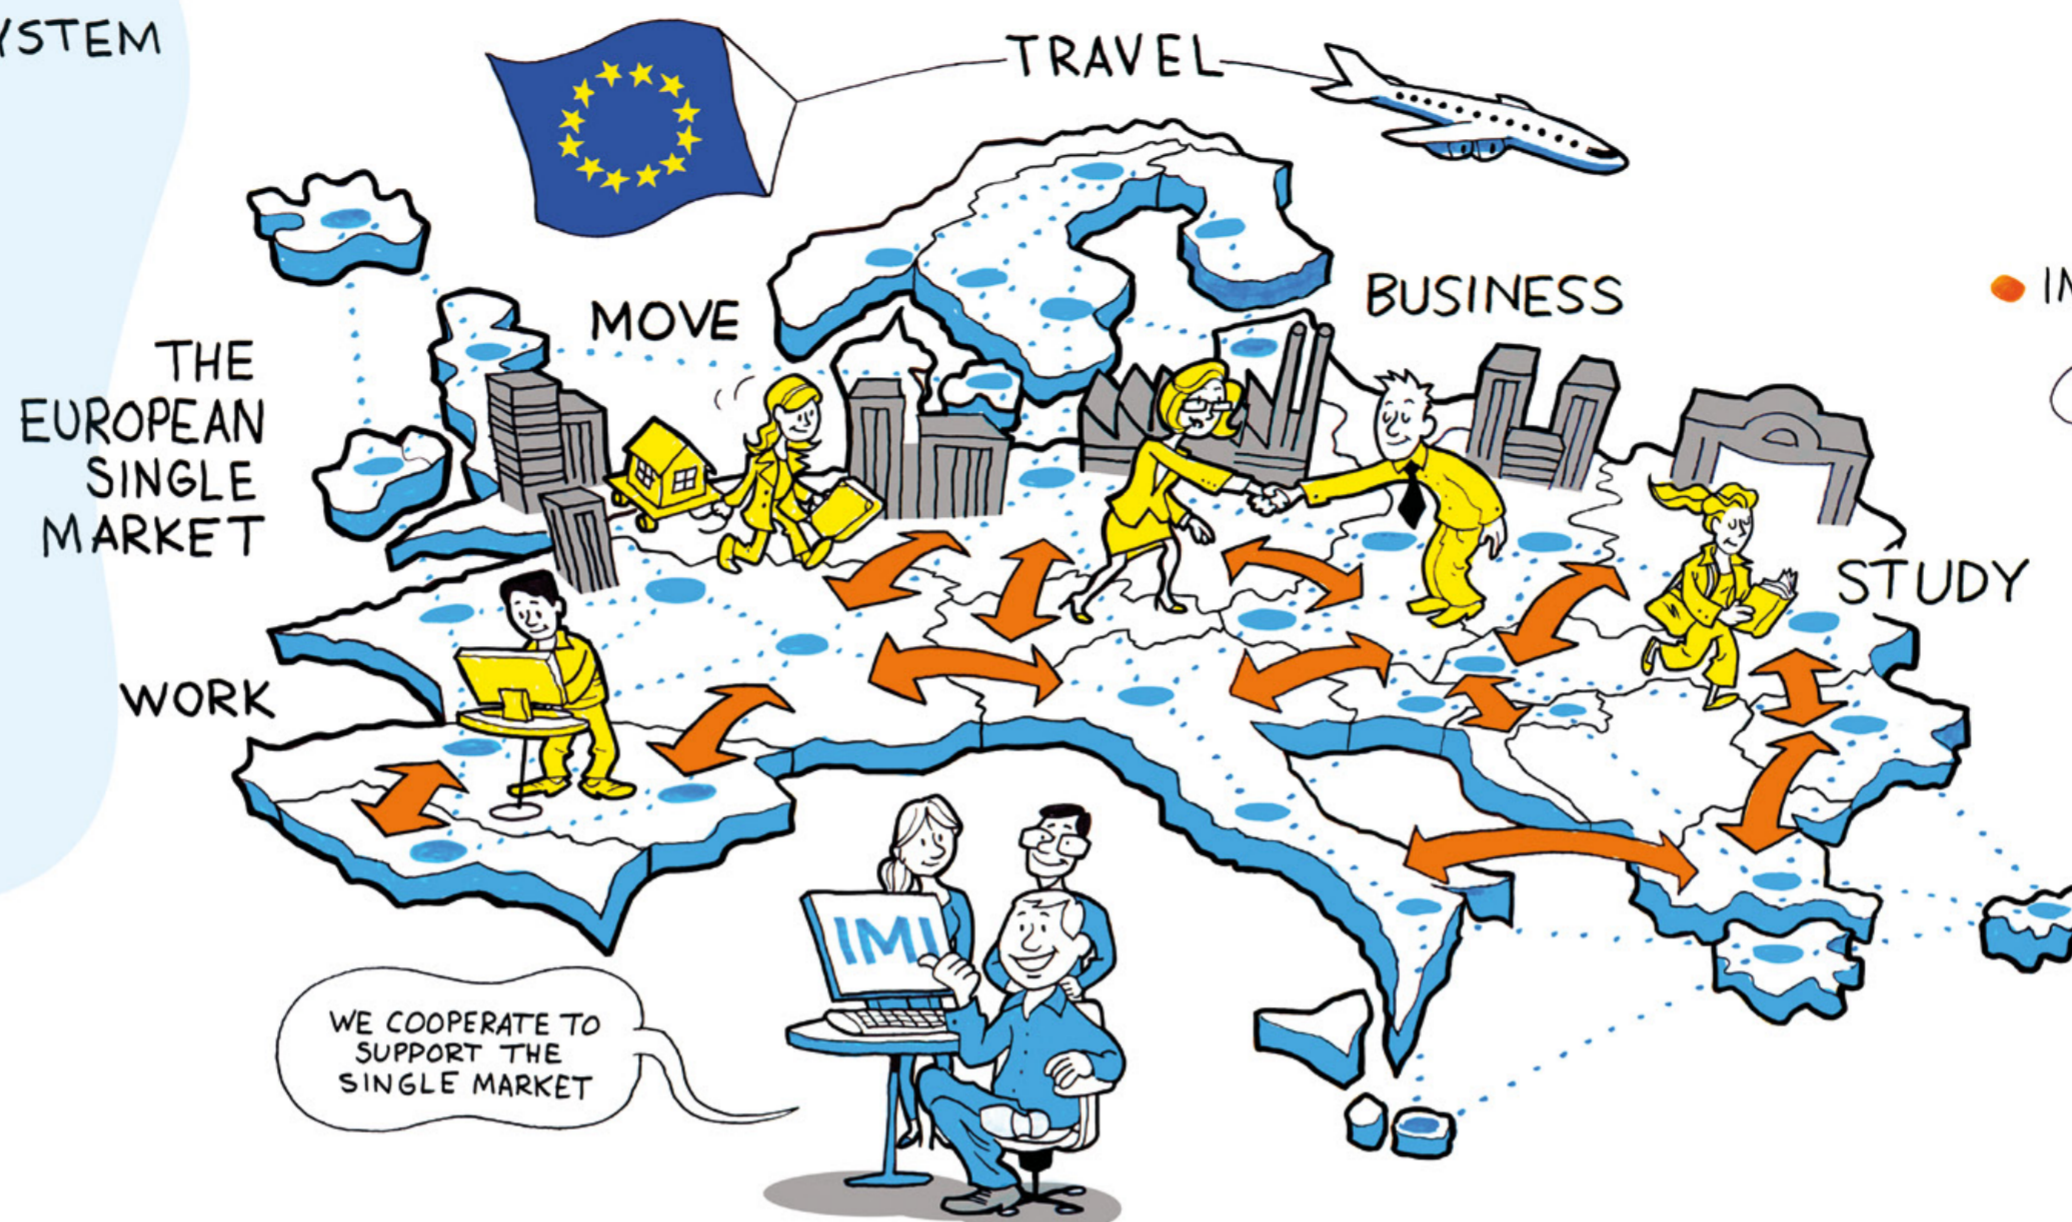 YSTEM
TRAVEL
MOVE
BUSINESS
THE
EUROPEAN
SINGLE
MARKET
STUDY
WORK
IMI
WE COOPERATE TO
SUPPORT THE
SINGLE MARKET